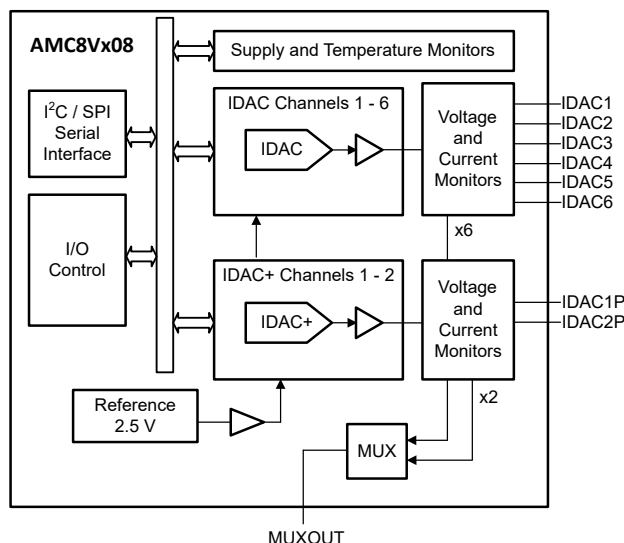 AMC8Vx08
Supply and Temperature Monitors
I²C / SPI
Serial
Interface
I/O
Control
IDAC Channels 1 - 6
IDAC
Voltage
and
Current
Monitors
IDAC1
IDAC2
IDAC3
IDAC4
IDAC5
IDAC6
x6
IDAC+ Channels 1 - 2
IDAC+
Voltage
and
Current
Monitors
IDAC1P
IDAC2P
x2
Reference
2.5 V
MUX
MUXOUT